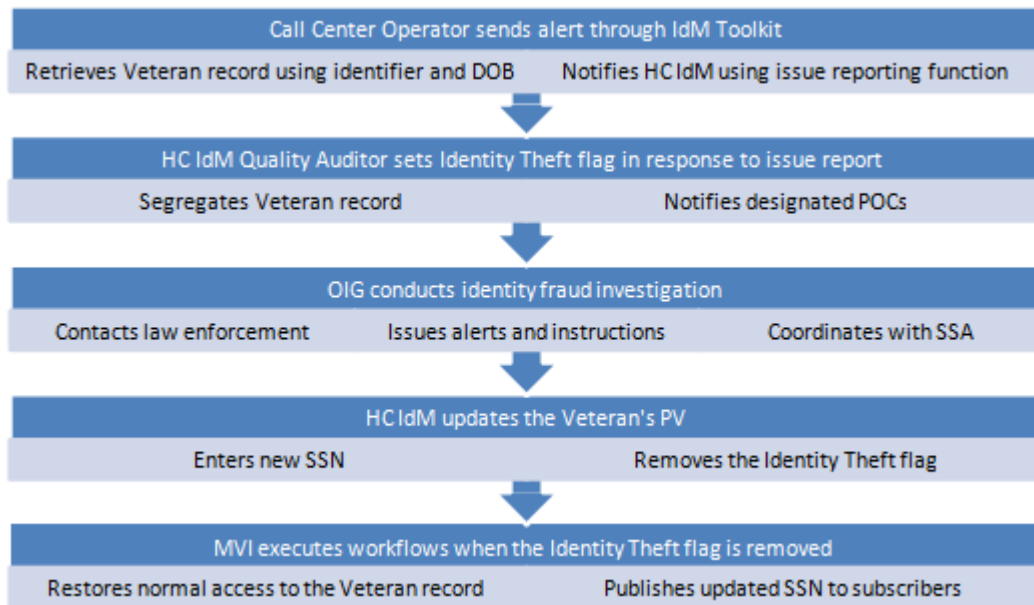 Call Center Operator sends alert through IdM Toolkit
Retrieves Veteran record using identifier and DOB
Notifies HC IdM using issue reporting function
HC IdM Quality Auditor sets Identity Theft flag in response to issue report
Segregates Veteran record
Notifies designated POCs
OIG conducts identity fraud investigation
Contacts law enforcement
Issues alerts and instructions
Coordinates with SSA
HC IdM updates the Veteran's PV
Enters new SSN
Removes the Identity Theft flag
MVI executes workflows when the Identity Theft flag is removed
Restores normal access to the Veteran record
Publishes updated SSN to subscribers